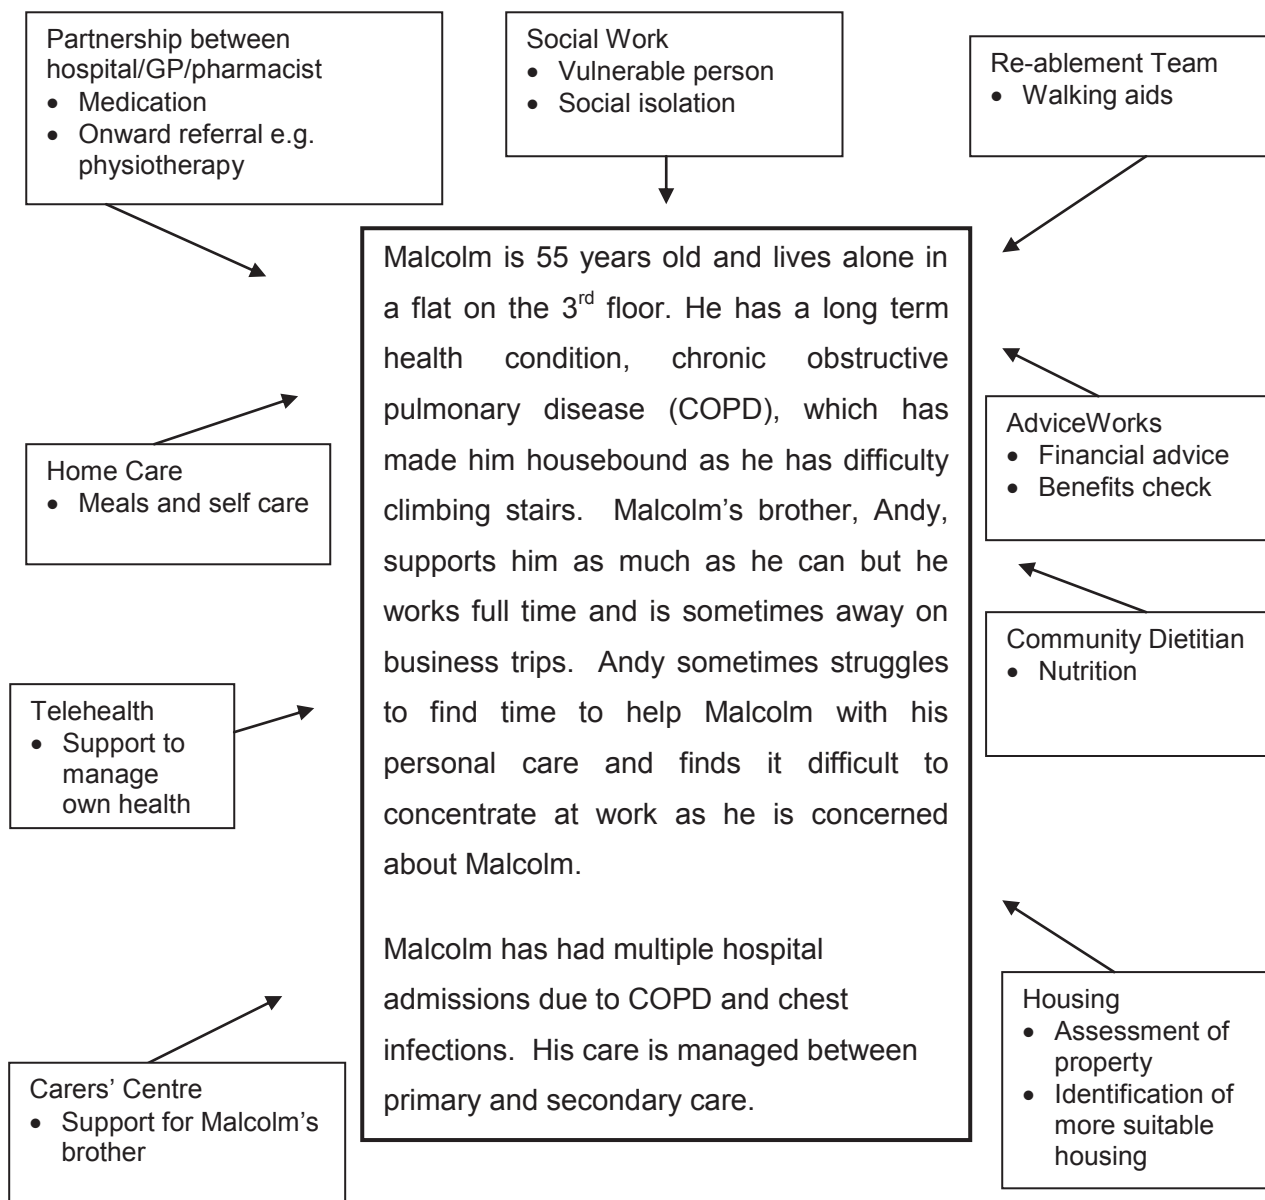 Partnership between
hospital/GP/pharmacist
• Medication
• Onward referral e.g.
physiotherapy
Social Work
• Vulnerable person
• Social isolation
Re-ablement Team
• Walking aids
Malcolm is 55 years old and lives alone in
a flat on the 3rd floor. He has a long term
health condition, chronic obstructive
pulmonary disease (COPD), which has
made him housebound as he has difficulty
climbing stairs. Malcolm’s brother, Andy,
supports him as much as he can but he
works full time and is sometimes away on
business trips. Andy sometimes struggles
to find time to help Malcolm with his
personal care and finds it difficult to
concentrate at work as he is concerned
about Malcolm.
Malcolm has had multiple hospital
admissions due to COPD and chest
infections. His care is managed between
primary and secondary care.
Home Care
• Meals and self care
AdviceWorks
• Financial advice
• Benefits check
Community Dietitian
• Nutrition
Telehealth
• Support to
manage
own health
Housing
• Assessment of
property
• Identification of
more suitable
housing
Carers’ Centre
• Support for Malcolm’s
brother